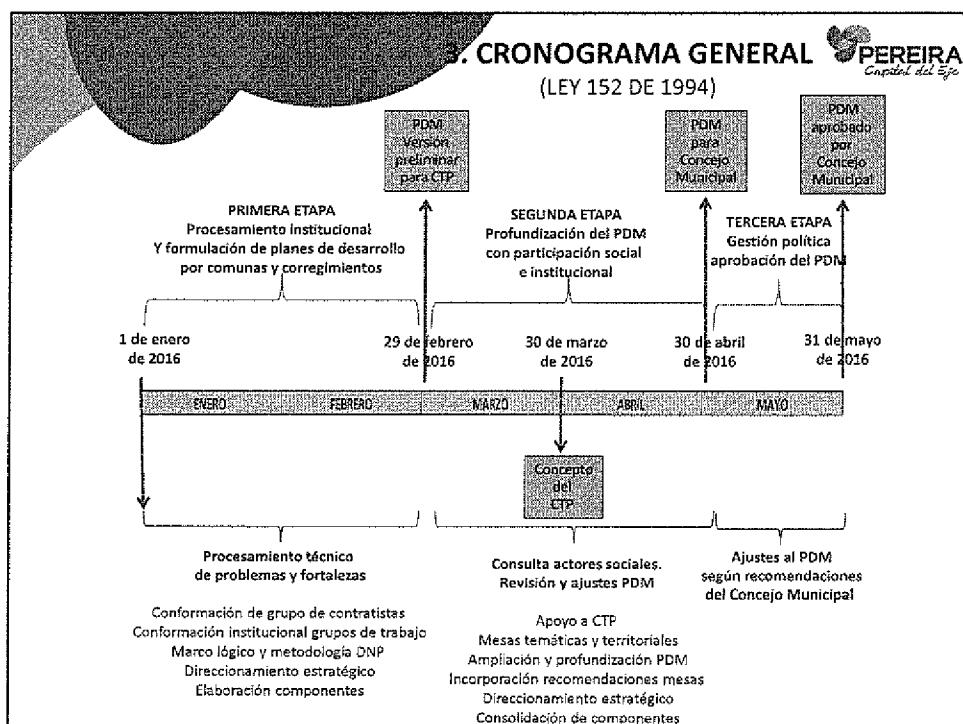 3. CRONOGRAMA GENERAL
(LEY 152 DE 1994)
PEREIRA
Capital del Eje
PDM
Versión
preliminar
para CTP
PDM
para
Concejo
Municipal
PDM
aprobado
por
Concejo
Municipal
PRIMERA ETAPA
Procesamiento institucional
Y formulación de planes de desarrollo
por comunas y corregimientos
SEGUNDA ETAPA
Profundización del PDM
con participación social
e institucional
TERCERA ETAPA
Gestión política
aprobación del PDM
1 de enero
de 2016
29 de febrero
de 2016
30 de marzo
de 2016
30 de abril
de 2016
31 de mayo
de 2016
ENERO
FEBRERO
MARZO
ABRIL
MAYO
Concepto
del
CTP
Procesamiento técnico
de problemas y fortalezas
Conformación de grupo de contratistas
Conformación institucional grupos de trabajo
Marco lógico y metodología DNP
Direccionamiento estratégico
Elaboración componentes
Consulta actores sociales.
Revisión y ajustes PDM
Apoyo a CTP
Mesas temáticas y territoriales
Ampliación y profundización PDM
Incorporación recomendaciones mesas
Direccionamiento estratégico
Consolidación de componentes
Ajustes al PDM
según recomendaciones
del Concejo Municipal